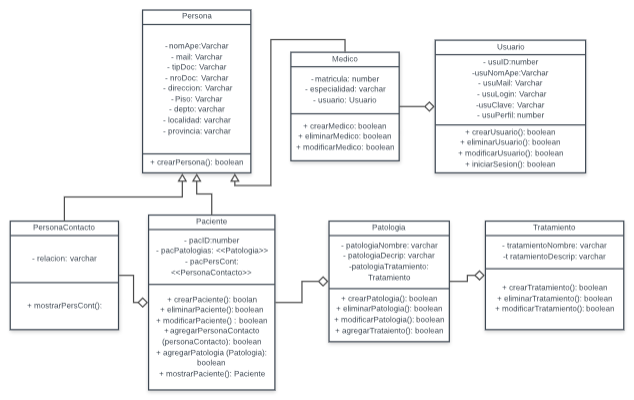 Persona
- nomApe:Varchar
- mail: Varchar
- tipDoc: Varchar
- nroDoc: Varchar
- direccion: Varchar
- Piso: Varchar
- depto: varchar
- localidad: varchar
- provincia: varchar
+ crearPersona(): boolean
Medico
- matricula: number
- especialidad: varchar
- usuario: Usuario
+ crearMedico: boolean
+ eliminarMedico: boolean
+ modificarMedico: boolean
Usuario
- usuID:number
-usuNomApe:Varchar
- usuMail: Varchar
- usuLogin: Varchar
-usuClave: Varchar
- usuPerfil: number
+ crearUsuario(): boolean
+ eliminarUsuario(): boolean
+ modificarUsuario(): boolean
+ iniciarSesion(): boolean
PersonaContacto
- relacion: varchar
+ mostrarPersCont():
Paciente
- pacID:number
- pacPatologias: <<Patologia>>
- pacPersCont:
<<PersonaContacto>>
+ crearPaciente(): boolan
+ eliminarPaciente(): boolean
+ modificarPaciente() : boolean
+ agregarPersonaContacto
(personaContacto): boolean
+ agregarPatologia (Patologia):
boolean
+ mostrarPaciente(): Paciente
Patologia
- patologiaNombre: varchar
- patologiaDecrip: varchar
-patologiaTratamiento:
Tratamiento
+ crearPatologia(): boolean
+ eliminarPatologia(): boolean
+ modificarPatologia(): boolean
+ agregarTrataiento(): boolean
Tratamiento
- tratamientoNombre: varchar
-t ratamientoDescrip: varchar
+ crearTratamiento(): boolean
+ eliminarTratamiento(): boolean
+ modificarTratamiento(): boolean